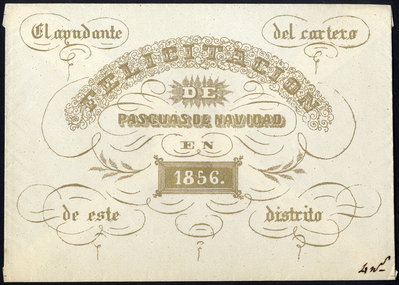 El ayudante del cartero
FELICITACION
DE
PASCUAS DE NAVIDAD
EN
1856.
de este distrito